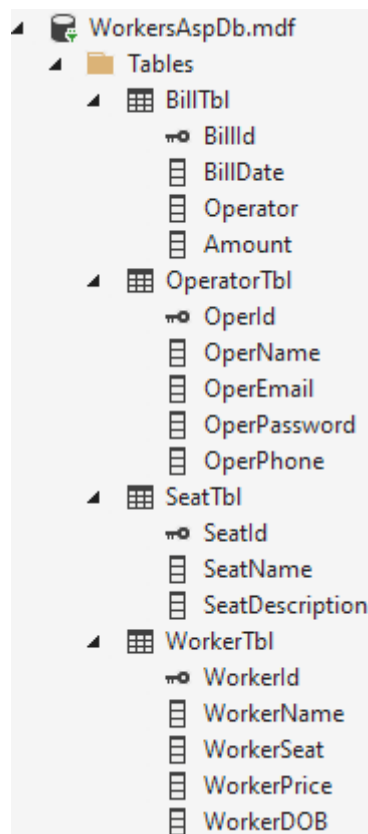 WorkersAspDb.mdf
Tables
BillTbl
BillId
BillDate
Operator
Amount
OperatorTbl
OperId
OperName
OperEmail
OperPassword
OperPhone
SeatTbl
SeatId
SeatName
SeatDescription
WorkerTbl
WorkerId
WorkerName
WorkerSeat
WorkerPrice
WorkerDOB